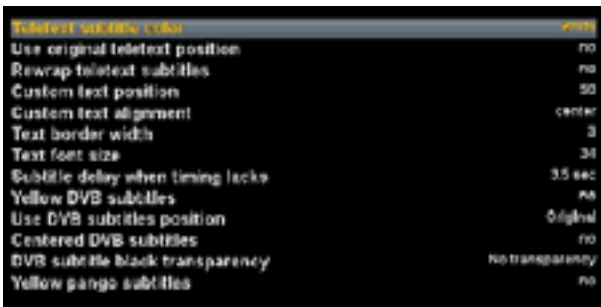 Teletext subtitle color white
Use original teletext position no
Rewrap teletext subtitles no
Custom text position 50
Custom text alignment center
Text border width 3
Text font size 34
Subtitle delay when timing lacks 3.5 sec
Yellow DVB subtitles no
Use DVB subtitles position Original
Centered DVB subtitles no
DVB subtitle black transparency No transparency
Yellow pango subtitles no